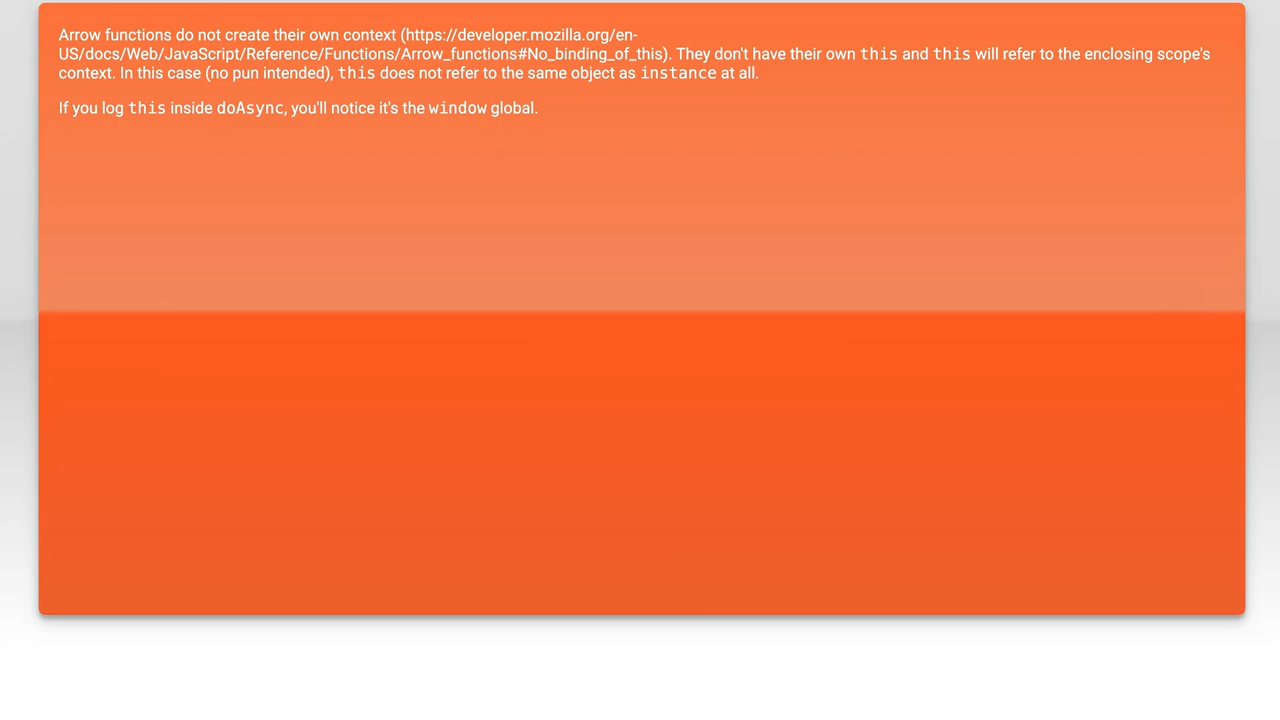 Arrow functions do not create their own context (https://developer.mozilla.org/en-
US/docs/Web/JavaScript/Reference/Functions/Arrow_functions#No_binding_of_this). They don't have their own this and this will refer to the enclosing scope's
context. In this case (no pun intended), this does not refer to the same object as instance at all.
If you log this inside doAsync, you'll notice it's the window global.